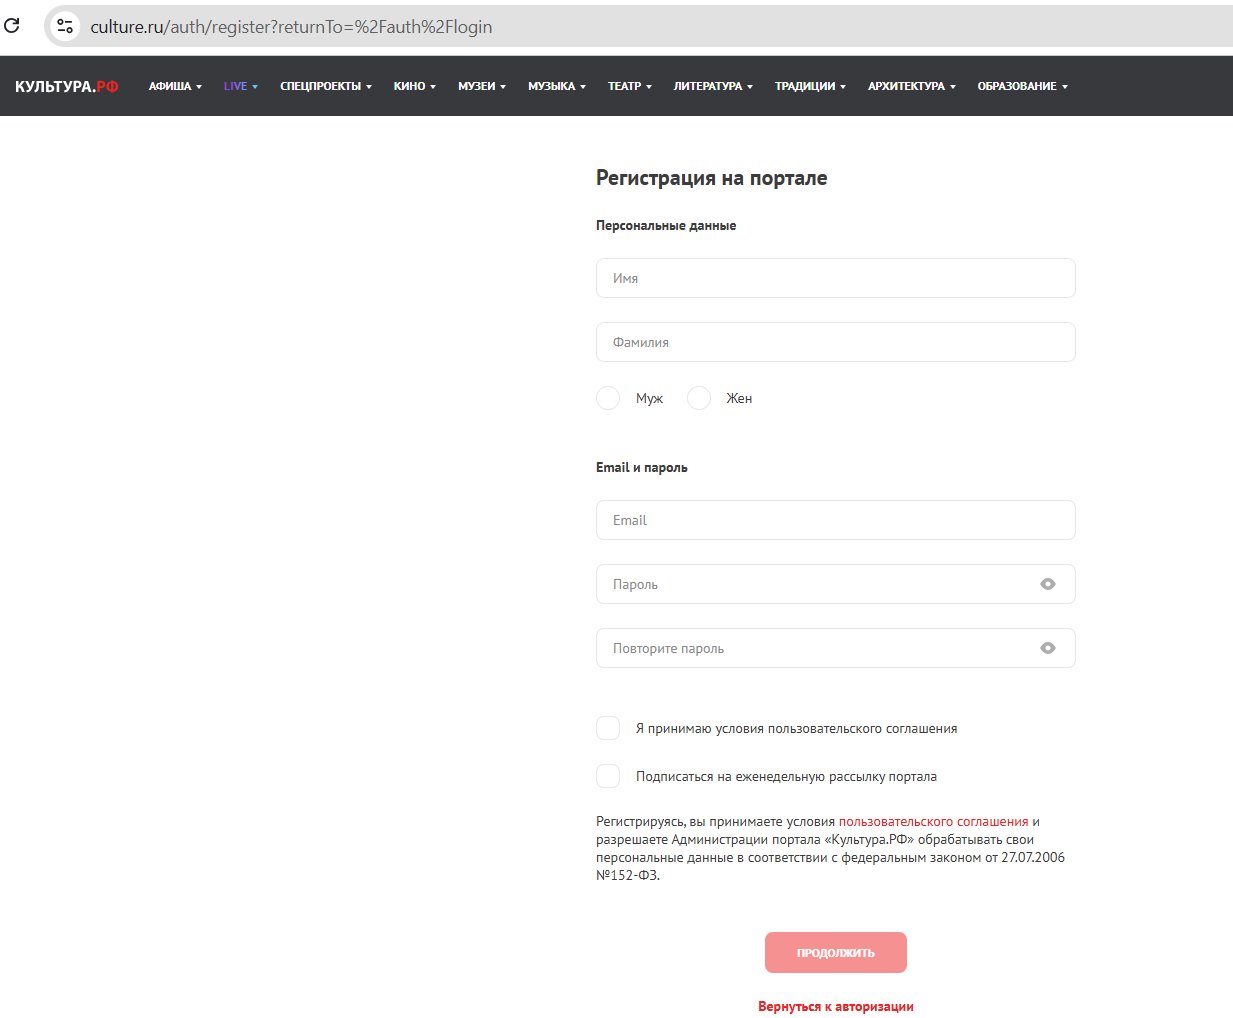 culture.ru/auth/register?returnTo=%2Fauth%2Flogin
КУЛЬТУРА.РФ АФИША LIVE СПЕЦПРОЕКТЫ КИНО МУЗЕИ МУЗЫКА ТЕАТР ЛИТЕРАТУРА ТРАДИЦИИ АРХИТЕКТУРА ОБРАЗОВАНИЕ
Регистрация на портале
Персональные данные
Имя
Фамилия
Муж Жен
Email и пароль
Email
Пароль
Повторите пароль
Я принимаю условия пользовательского соглашения
Подписаться на еженедельную рассылку портала
Регистрируясь, вы принимаете условия пользовательского соглашения и
разрешаете Администрации портала «Культура.РФ» обрабатывать свои
персональные данные в соответствии с федеральным законом от 27.07.2006
№152-ФЗ.
ПРОДОЛЖИТЬ
Вернуться к авторизации